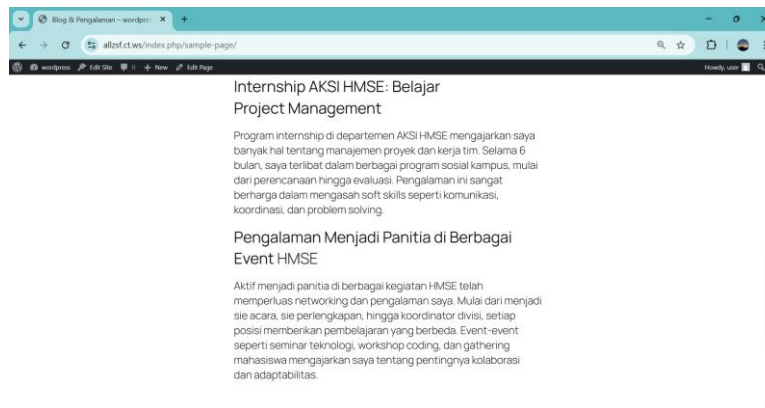 Blog & Pengalaman – wordpre
allzsf.ct.ws/index.php/sample-page/
wordpress Edit Site 0 New Edit Page Howdy, user
Internship AKSI HMSE: Belajar
Project Management
Program internship di departemen AKSI HMSE mengajarkan saya
banyak hal tentang manajemen proyek dan kerja tim. Selama 6
bulan, saya terlibat dalam berbagai program sosial kampus, mulai
dari perencanaan hingga evaluasi. Pengalaman ini sangat
berharga dalam mengasah soft skills seperti komunikasi,
koordinasi, dan problem solving.
Pengalaman Menjadi Panitia di Berbagai
Event HMSE
Aktif menjadi panitia di berbagai kegiatan HMSE telah
memperluas networking dan pengalaman saya. Mulai dari menjadi
sie acara, sie perlengkapan, hingga koordinator divisi, setiap
posisi memberikan pembelajaran yang berbeda. Event-event
seperti seminar teknologi, workshop coding, dan gathering
mahasiswa mengajarkan saya tentang pentingnya kolaborasi
dan adaptabilitas.